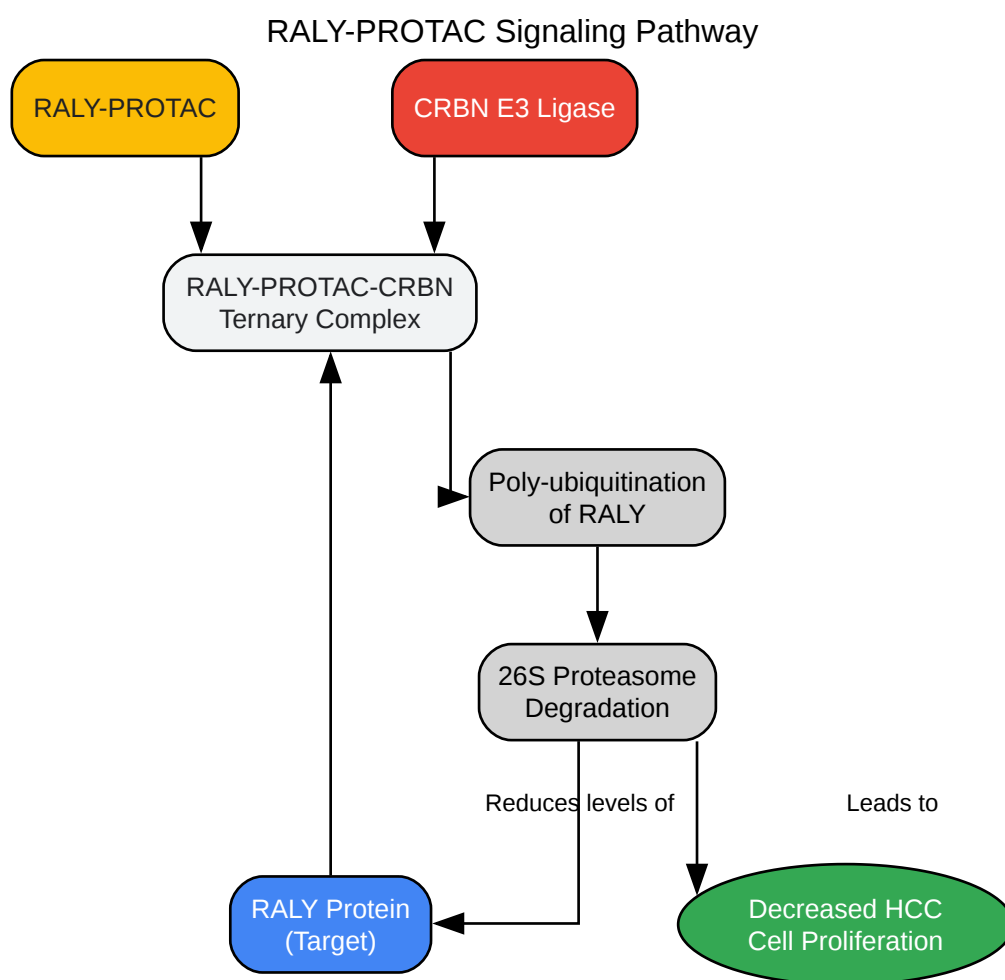 RALY-PROTAC Signaling Pathway
RALY-PROTAC
CRBN E3 Ligase
RALY-PROTAC-CRBN
Ternary Complex
Poly-ubiquitination
of RALY
26S Proteasome
Degradation
Reduces levels of
Leads to
RALY Protein
(Target)
Decreased HCC
Cell Proliferation